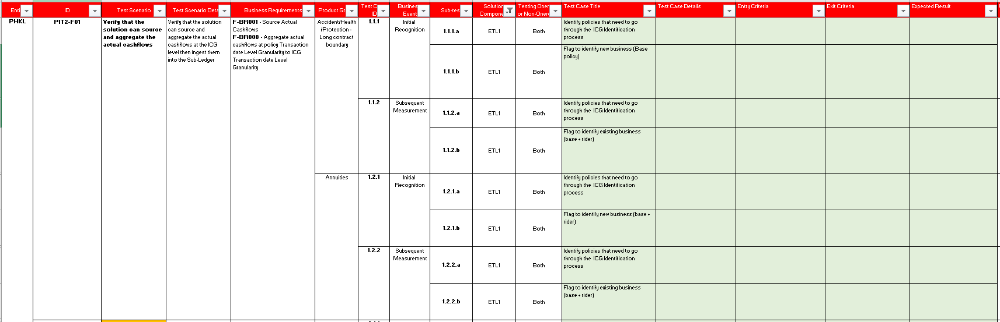 Enti
ID
Test Scenario
Test Scenario Deta
Business Requirements
Product Gr
Test C
ID
Busines
Event
Sub-tes
Solution
Compone
Testing Oner
or Non-Oner
Test Case Title
Test Case Details
Entry Criteria
Exit Criteria
Expected Result
PHKL
PIT2-F01
Verify that the
solution can source
and aggregate the
actual cashflows
Verify that the solution
can source and
aggregate the actual
cashflows at the ICG
level then ingest them
into the Sub-Ledger
F-BR001 - Source Actual
Cashflows
F-BR008 - Aggregate actual
cashflows at policy Transaction
date Level Granularity to ICG
Transaction date Level
Granularity
Accident/Health
/Protection -
Long contract
boundary
1.1.1
Initial
Recognition
1.1.1.a
ETL1
Both
Identify policies that need to go
through the ICG Identification
process
1.1.1.b
ETL1
Both
Flag to identify new business (Base
policy)
1.1.2
Subsequent
Measurement
1.1.2.a
ETL1
Both
Identify policies that need to go
through the ICG Identification
process
1.1.2.b
ETL1
Both
Flag to identify existing business
(base + rider)
Annuities
1.2.1
Initial
Recognition
1.2.1.a
ETL1
Both
Identify policies that need to go
through the ICG Identification
process
1.2.1.b
ETL1
Both
Flag to identify new business (base +
rider)
1.2.2
Subsequent
Measurement
1.2.2.a
ETL1
Both
Identify policies that need to go
through the ICG Identification
process
1.2.2.b
ETL1
Both
Flag to identify existing business
(base + rider)